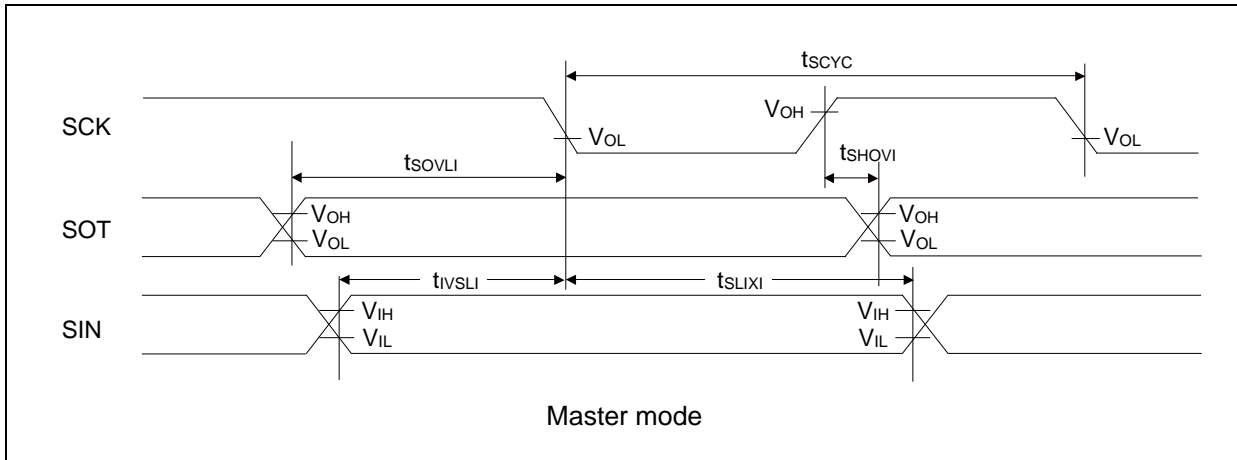 tSCYC
SCK
VOH
VOL
VOL
tSOVLI
tSHOVI
SOT
VOH
VOL
VOH
VOL
tIVSLI
tSLIXI
SIN
VIH
VIL
VIH
VIL
Master mode